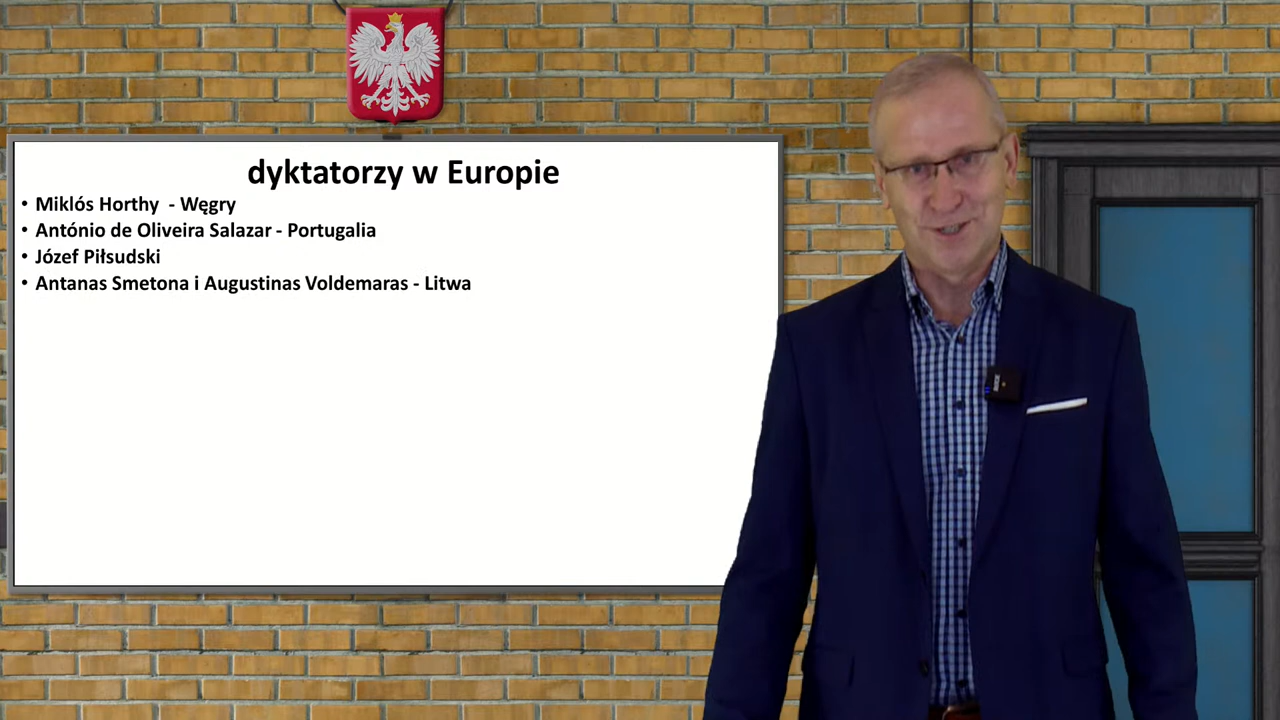 dyktatorzy w Europie
• Miklós Horthy - Węgry
• António de Oliveira Salazar - Portugalia
• Józef Piłsudski
• Antanas Smetona i Augustinas Voldemaras - Litwa